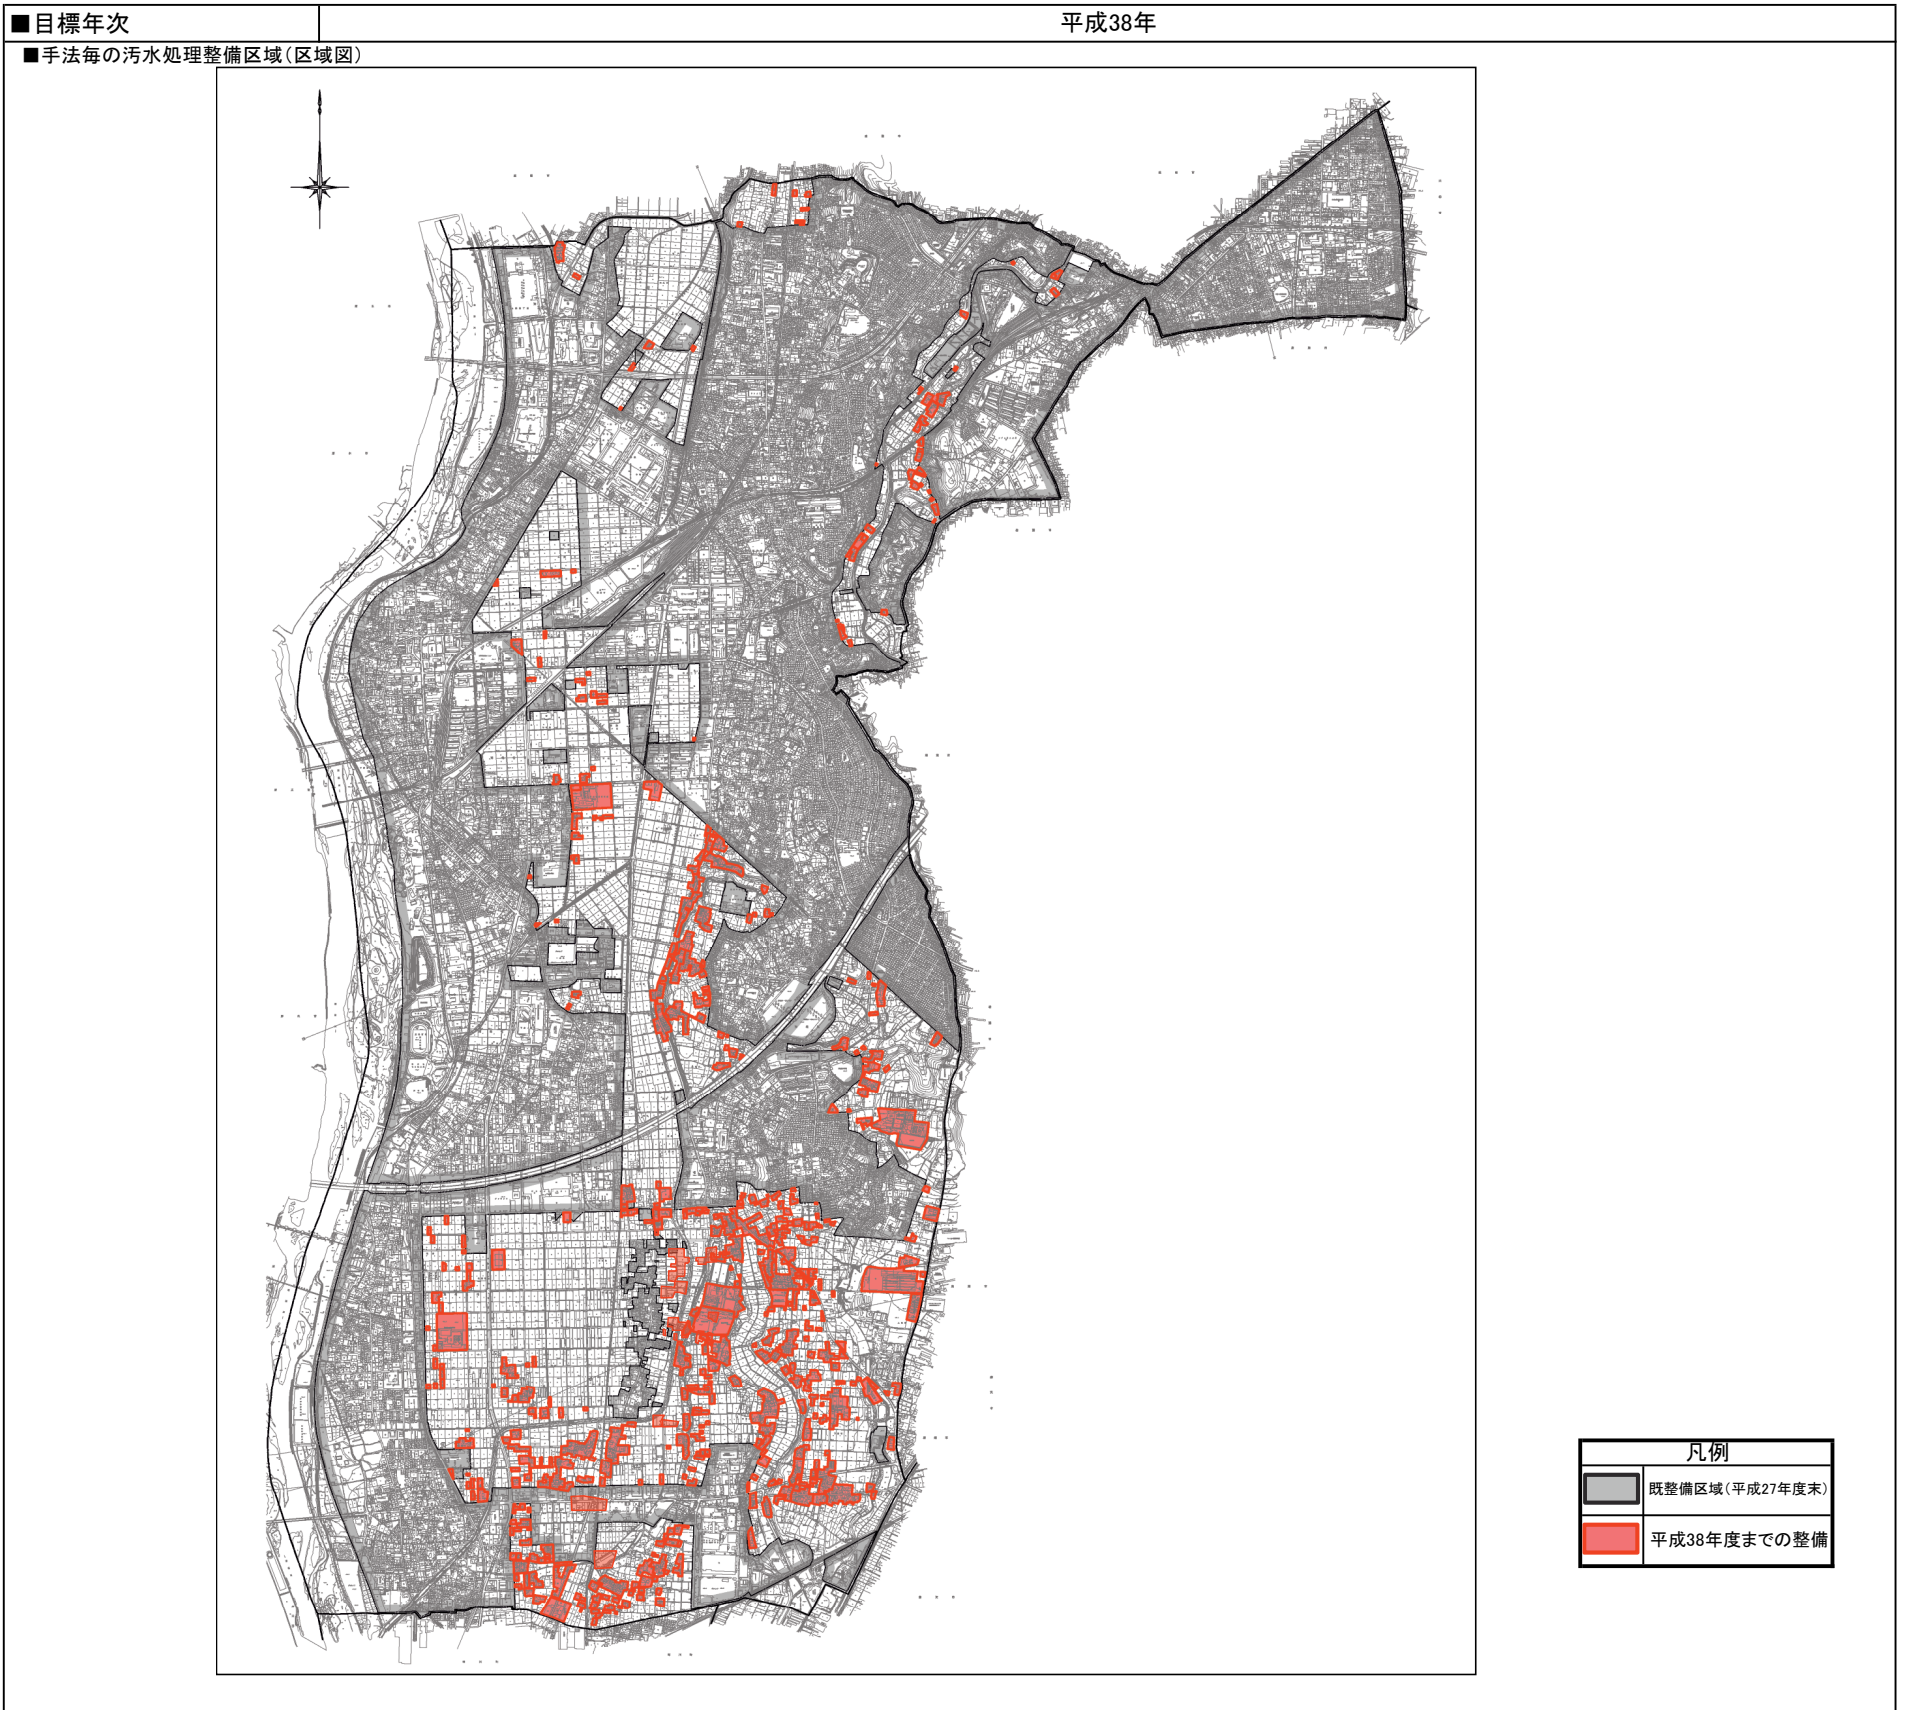 ■目標年次
平成38年
■手法毎の汚水処理整備区域(区域図)
凡例
既整備区域(平成27年度末)
平成38年度までの整備